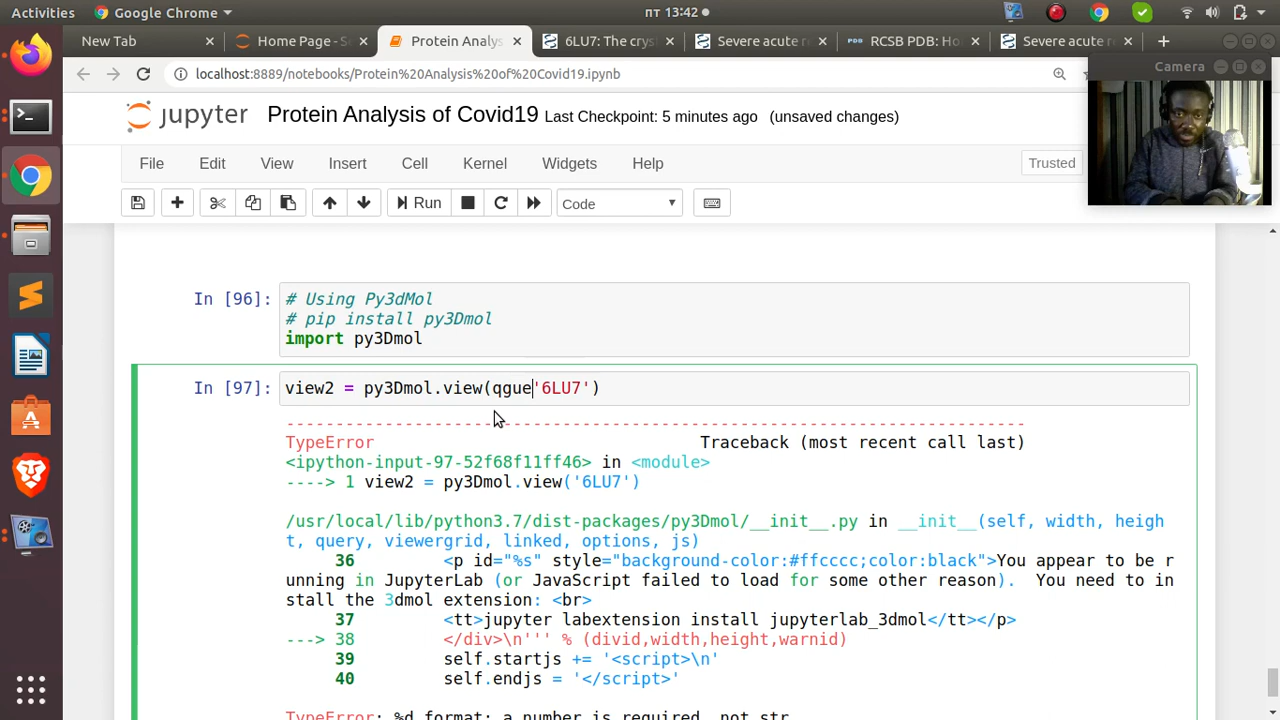 Activities Google Chrome пт 13:42
New Tab Home Page - S Protein Analys 6LU7: The crys Severe acute r RCSB PDB: Ho Severe acute r
localhost:8889/notebooks/Protein%20Analysis%20of%20Covid19.ipynb
Camera
jupyter Protein Analysis of Covid19 Last Checkpoint: 5 minutes ago (unsaved changes)
File Edit View Insert Cell Kernel Widgets Help Trusted
Run Code
In [96]: # Using Py3dMol
# pip install py3Dmol
import py3Dmol
In [97]: view2 = py3Dmol.view(qgue'6LU7')
---------------------------------------------------------------------------
TypeError Traceback (most recent call last)
<ipython-input-97-52f68f11ff46> in <module>
----> 1 view2 = py3Dmol.view('6LU7')
/usr/local/lib/python3.7/dist-packages/py3Dmol/__init__.py in __init__(self, width, heigh
t, query, viewergrid, linked, options, js)
36 <p id="%s" style="background-color:#ffcccc;color:black">You appear to be r
unning in JupyterLab (or JavaScript failed to load for some other reason). You need to in
stall the 3dmol extension: <br>
37 <tt>jupyter labextension install jupyterlab_3dmol</tt></p>
---> 38 </div>\n''' % (divid,width,height,warnid)
39 self.startjs += '<script>\n'
40 self.endjs = '</script>'
TypeError: %d format: a number is required, not str